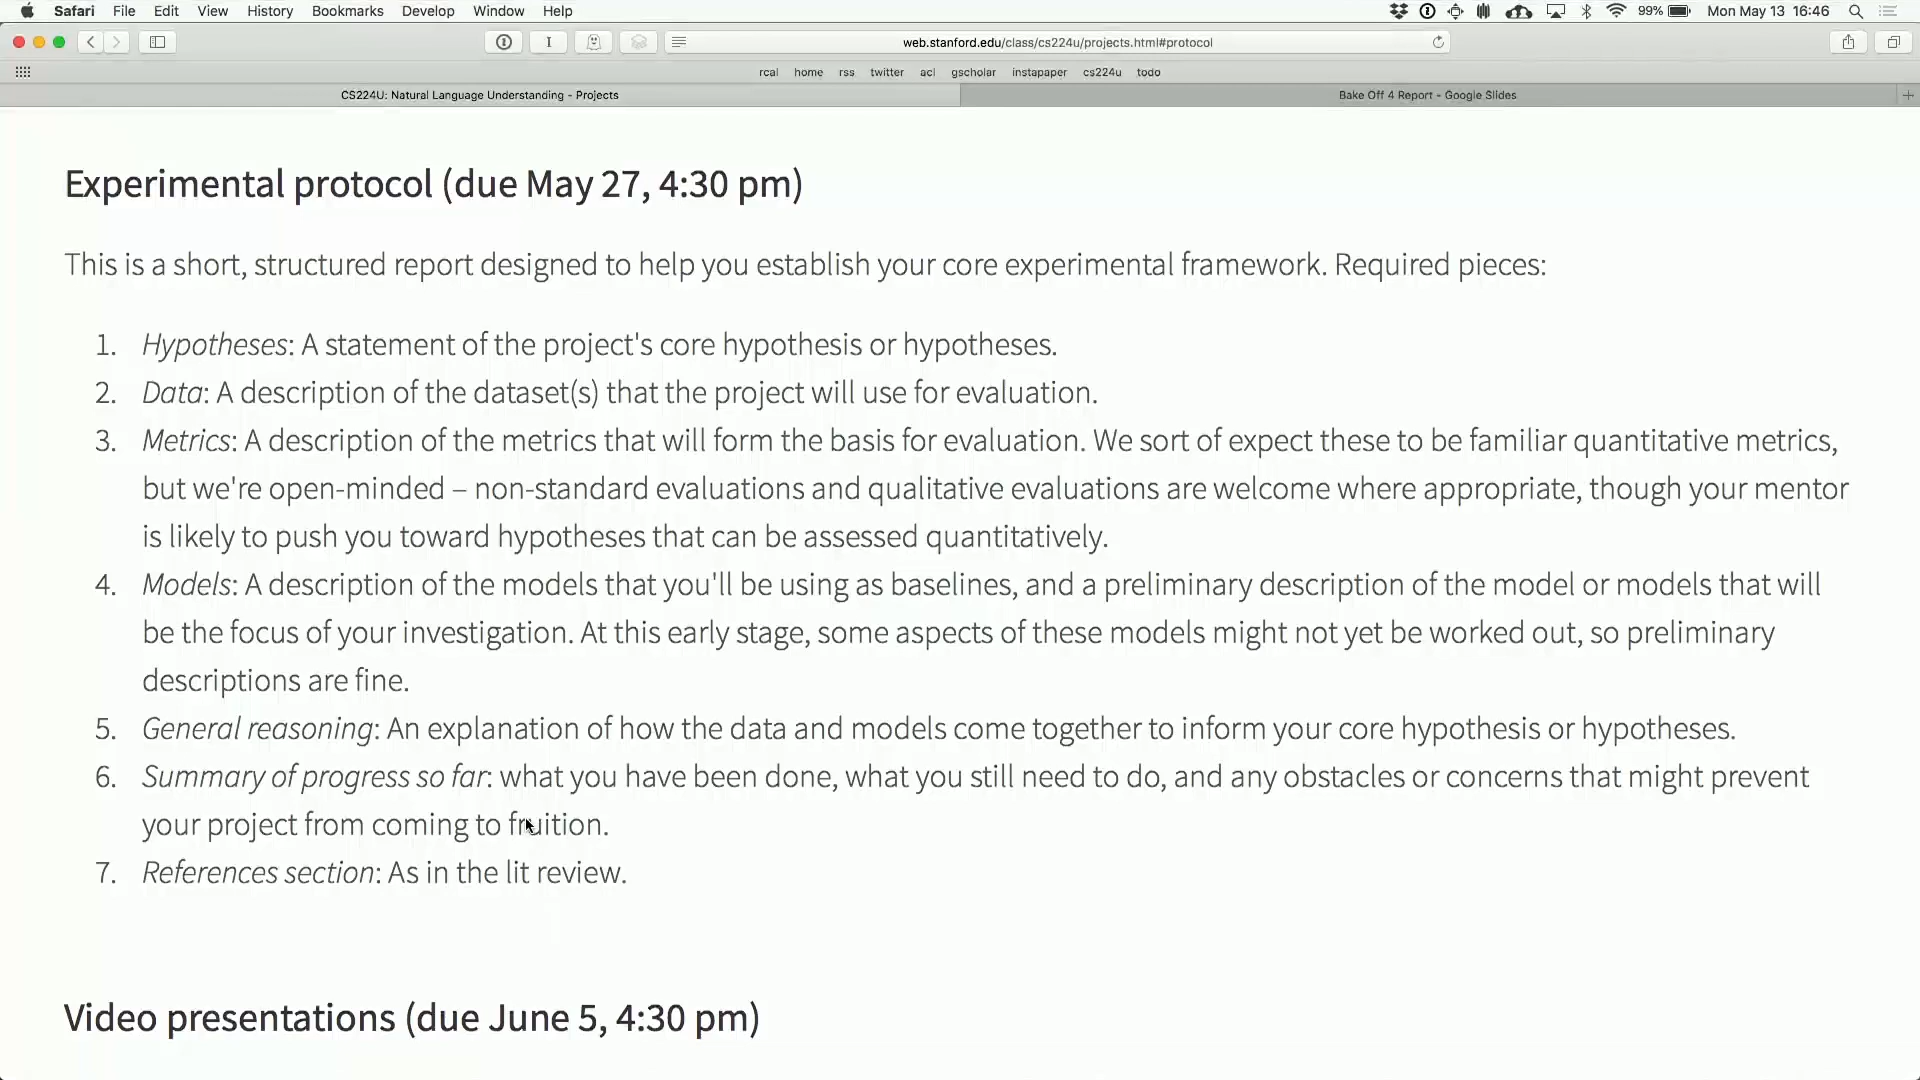 Safari File Edit View History Bookmarks Develop Window Help 99% Mon May 13 16:46
web.stanford.edu/class/cs224u/projects.html#protocol
rcal home rss twitter acl gscholar instapaper cs224u todo
CS224U: Natural Language Understanding - Projects Bake Off 4 Report - Google Slides
Experimental protocol (due May 27, 4:30 pm)
This is a short, structured report designed to help you establish your core experimental framework. Required pieces:
1. Hypotheses: A statement of the project's core hypothesis or hypotheses.
2. Data: A description of the dataset(s) that the project will use for evaluation.
3. Metrics: A description of the metrics that will form the basis for evaluation. We sort of expect these to be familiar quantitative metrics,
but we're open-minded – non-standard evaluations and qualitative evaluations are welcome where appropriate, though your mentor
is likely to push you toward hypotheses that can be assessed quantitatively.
4. Models: A description of the models that you'll be using as baselines, and a preliminary description of the model or models that will
be the focus of your investigation. At this early stage, some aspects of these models might not yet be worked out, so preliminary
descriptions are fine.
5. General reasoning: An explanation of how the data and models come together to inform your core hypothesis or hypotheses.
6. Summary of progress so far: what you have been done, what you still need to do, and any obstacles or concerns that might prevent
your project from coming to fruition.
7. References section: As in the lit review.
Video presentations (due June 5, 4:30 pm)